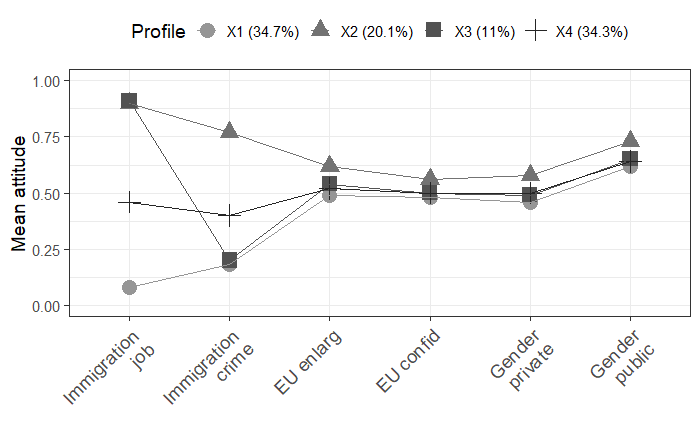 Profile X1 (34.7%) X2 (20.1%) X3 (11%) X4 (34.3%)
Mean attitude
1.00
0.75
0.50
0.25
0.00
Immigration
job
Immigration
crime
EU enlarg
EU confid
Gender
private
Gender
public